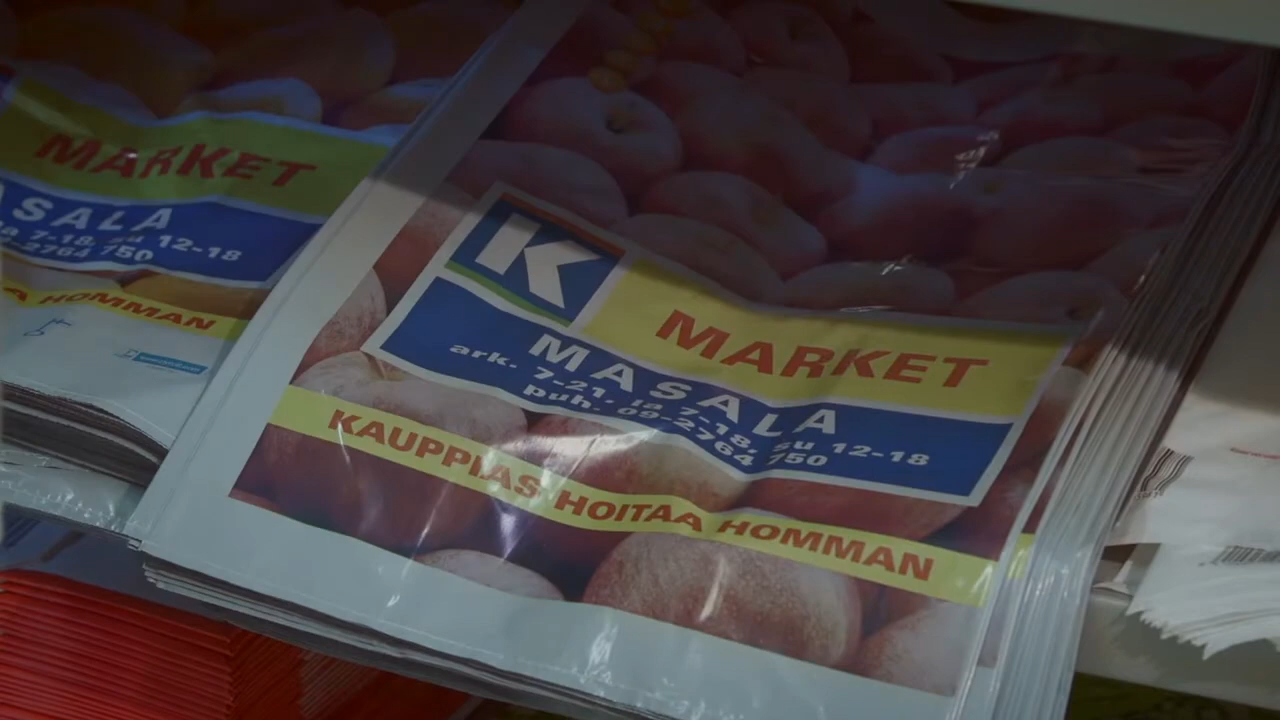 MARKET
SALA
7-18, su 12-18
-2764 750
HOMMAN
K
MARKET
MASALA
ark. 7-21, la 7-18, su 12-18
puh. 09-2764 750
KAUPPIAS HOITAA HOMMAN